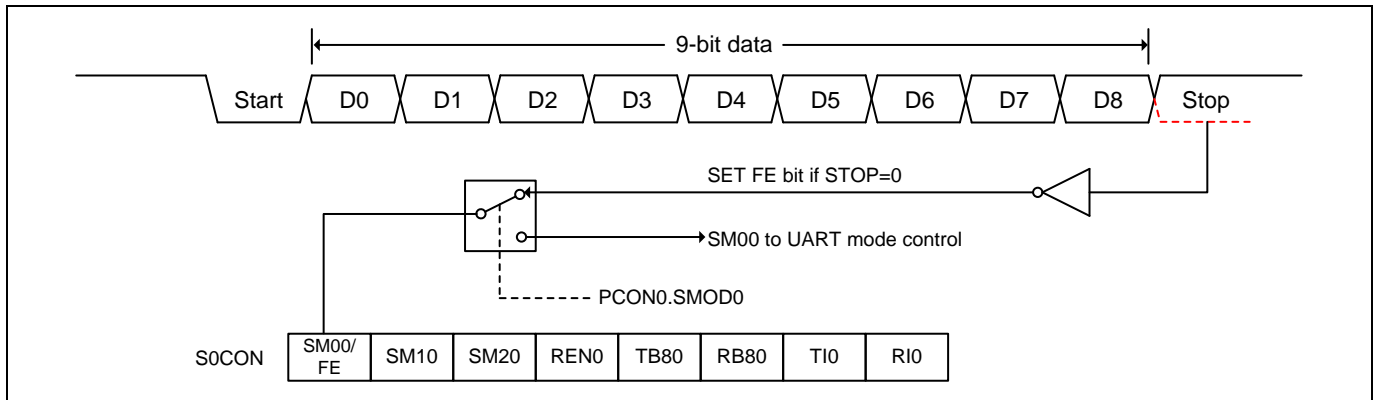 9-bit data
Start D0 D1 D2 D3 D4 D5 D6 D7 D8 Stop
SET FE bit if STOP=0
SM00 to UART mode control
PCON0.SMOD0
S0CON SM00/ FE SM10 SM20 REN0 TB80 RB80 TI0 RI0